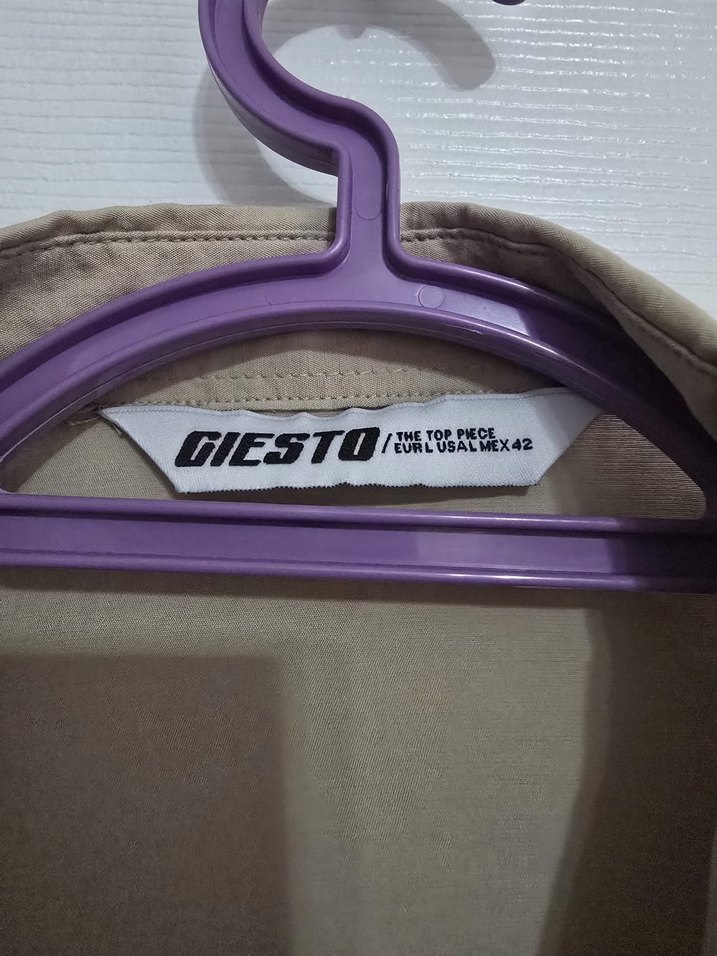 GIESTO / THE TOP PIECE
EUR L USA L MEX 42